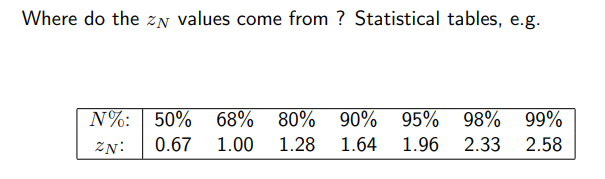 Where do the z_N values come from ? Statistical tables, e.g.
N%: 50% 68% 80% 90% 95% 98% 99%
z_N: 0.67 1.00 1.28 1.64 1.96 2.33 2.58